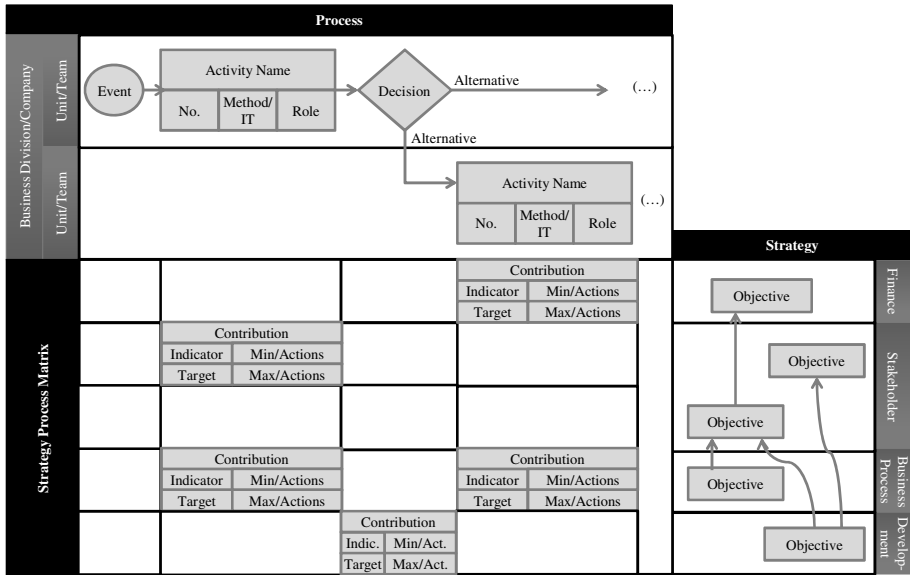 Process
Business Division/Company
Unit/Team
Unit/Team
Event
Activity Name
No.
Method/
IT
Role
Decision
Alternative
(…)
Alternative
Activity Name
No.
Method/
IT
Role
(…)
Strategy Process Matrix
Contribution
Indicator
Min/Actions
Target
Max/Actions
Contribution
Indicator
Min/Actions
Target
Max/Actions
Contribution
Indicator
Min/Actions
Target
Max/Actions
Contribution
Indicator
Min/Actions
Target
Max/Actions
Contribution
Indic.
Min/Act.
Target
Max/Act.
Strategy
Objective
Finance
Objective
Objective
Stakeholder
Objective
Business
Process
Objective
Develop-
ment